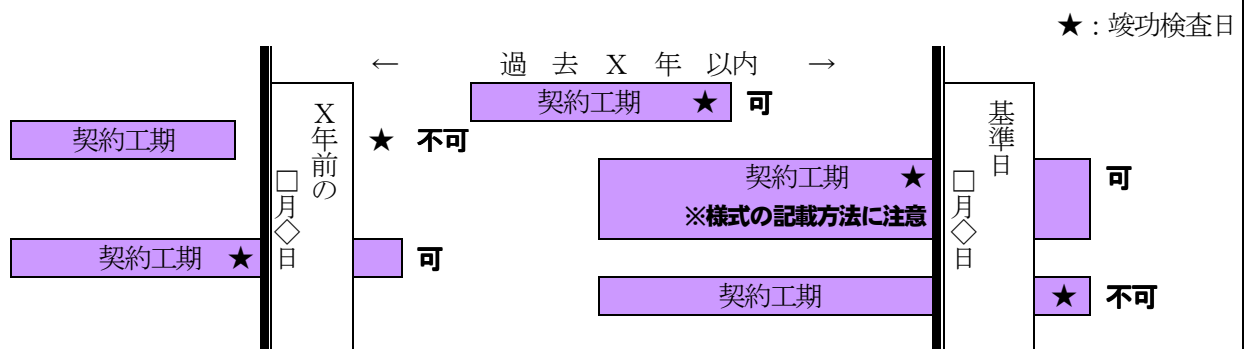 ★：竣功検査日
← 過去X年以内 →
契約工期 ★ 可
契約工期 ★ 不可
X年前の
□月◇日
契約工期 ★ 可
基準日
□月◇日
契約工期 ★ 可
※様式の記載方法に注意
契約工期 ★ 不可